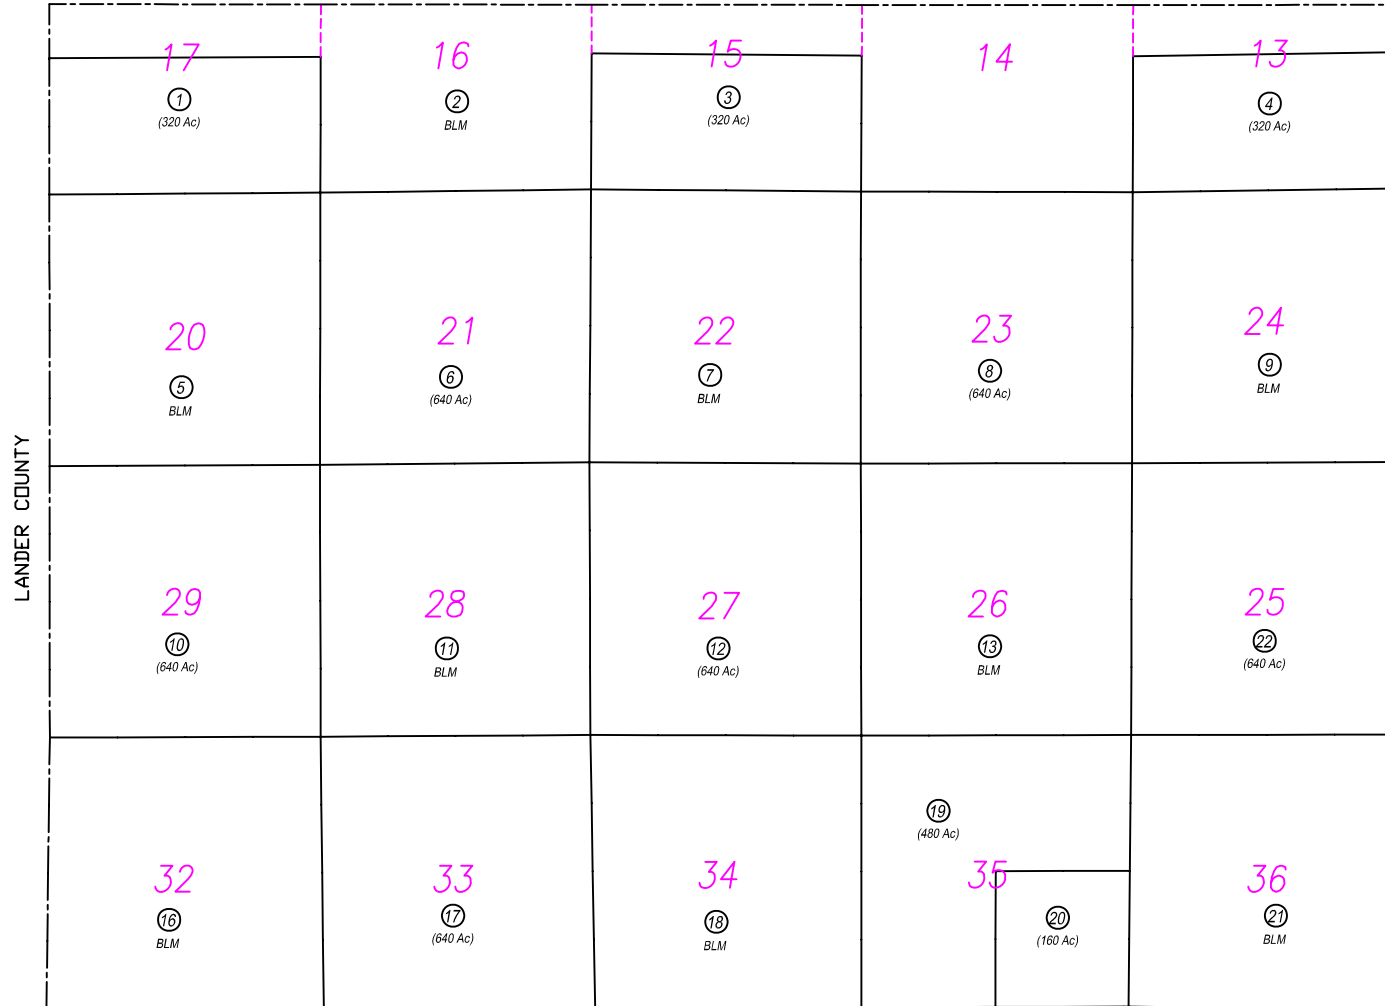 17
16
15
14
13
1
(320 Ac)
2
BLM
3
(320 Ac)
4
(320 Ac)
20
21
22
23
24
5
BLM
6
(640 Ac)
7
BLM
8
(640 Ac)
9
BLM
LANDER COUNTY
29
28
27
26
25
10
(640 Ac)
11
BLM
12
(640 Ac)
13
BLM
22
(640 Ac)
19
(480 Ac)
32
33
34
35
36
16
BLM
17
(640 Ac)
18
BLM
20
(160 Ac)
21
BLM